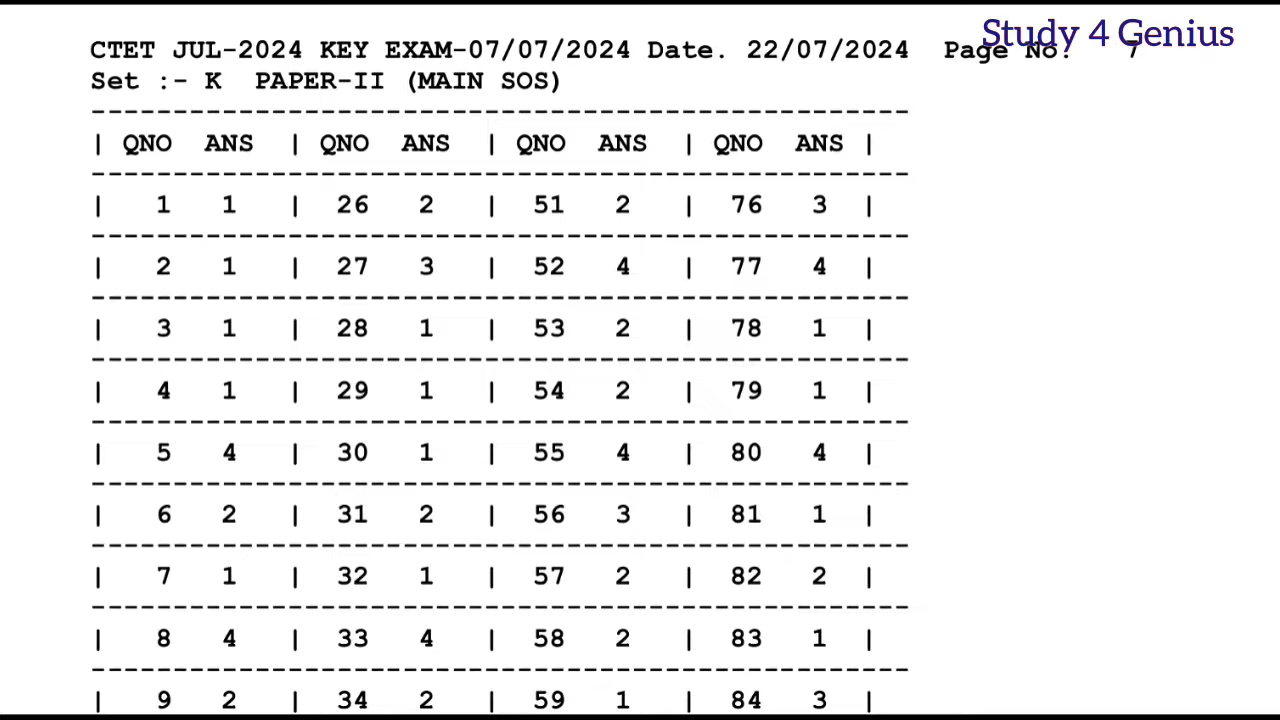 Study 4 Genius
CTET JUL-2024 KEY EXAM-07/07/2024 Date. 22/07/2024 Page No. 7
Set :- K PAPER-II (MAIN SOS)
--------------------------------------------------
| QNO ANS | QNO ANS | QNO ANS | QNO ANS |
--------------------------------------------------
| 1 1 | 26 2 | 51 2 | 76 3 |
--------------------------------------------------
| 2 1 | 27 3 | 52 4 | 77 4 |
--------------------------------------------------
| 3 1 | 28 1 | 53 2 | 78 1 |
--------------------------------------------------
| 4 1 | 29 1 | 54 2 | 79 1 |
--------------------------------------------------
| 5 4 | 30 1 | 55 4 | 80 4 |
--------------------------------------------------
| 6 2 | 31 2 | 56 3 | 81 1 |
--------------------------------------------------
| 7 1 | 32 1 | 57 2 | 82 2 |
--------------------------------------------------
| 8 4 | 33 4 | 58 2 | 83 1 |
--------------------------------------------------
| 9 2 | 34 2 | 59 1 | 84 3 |